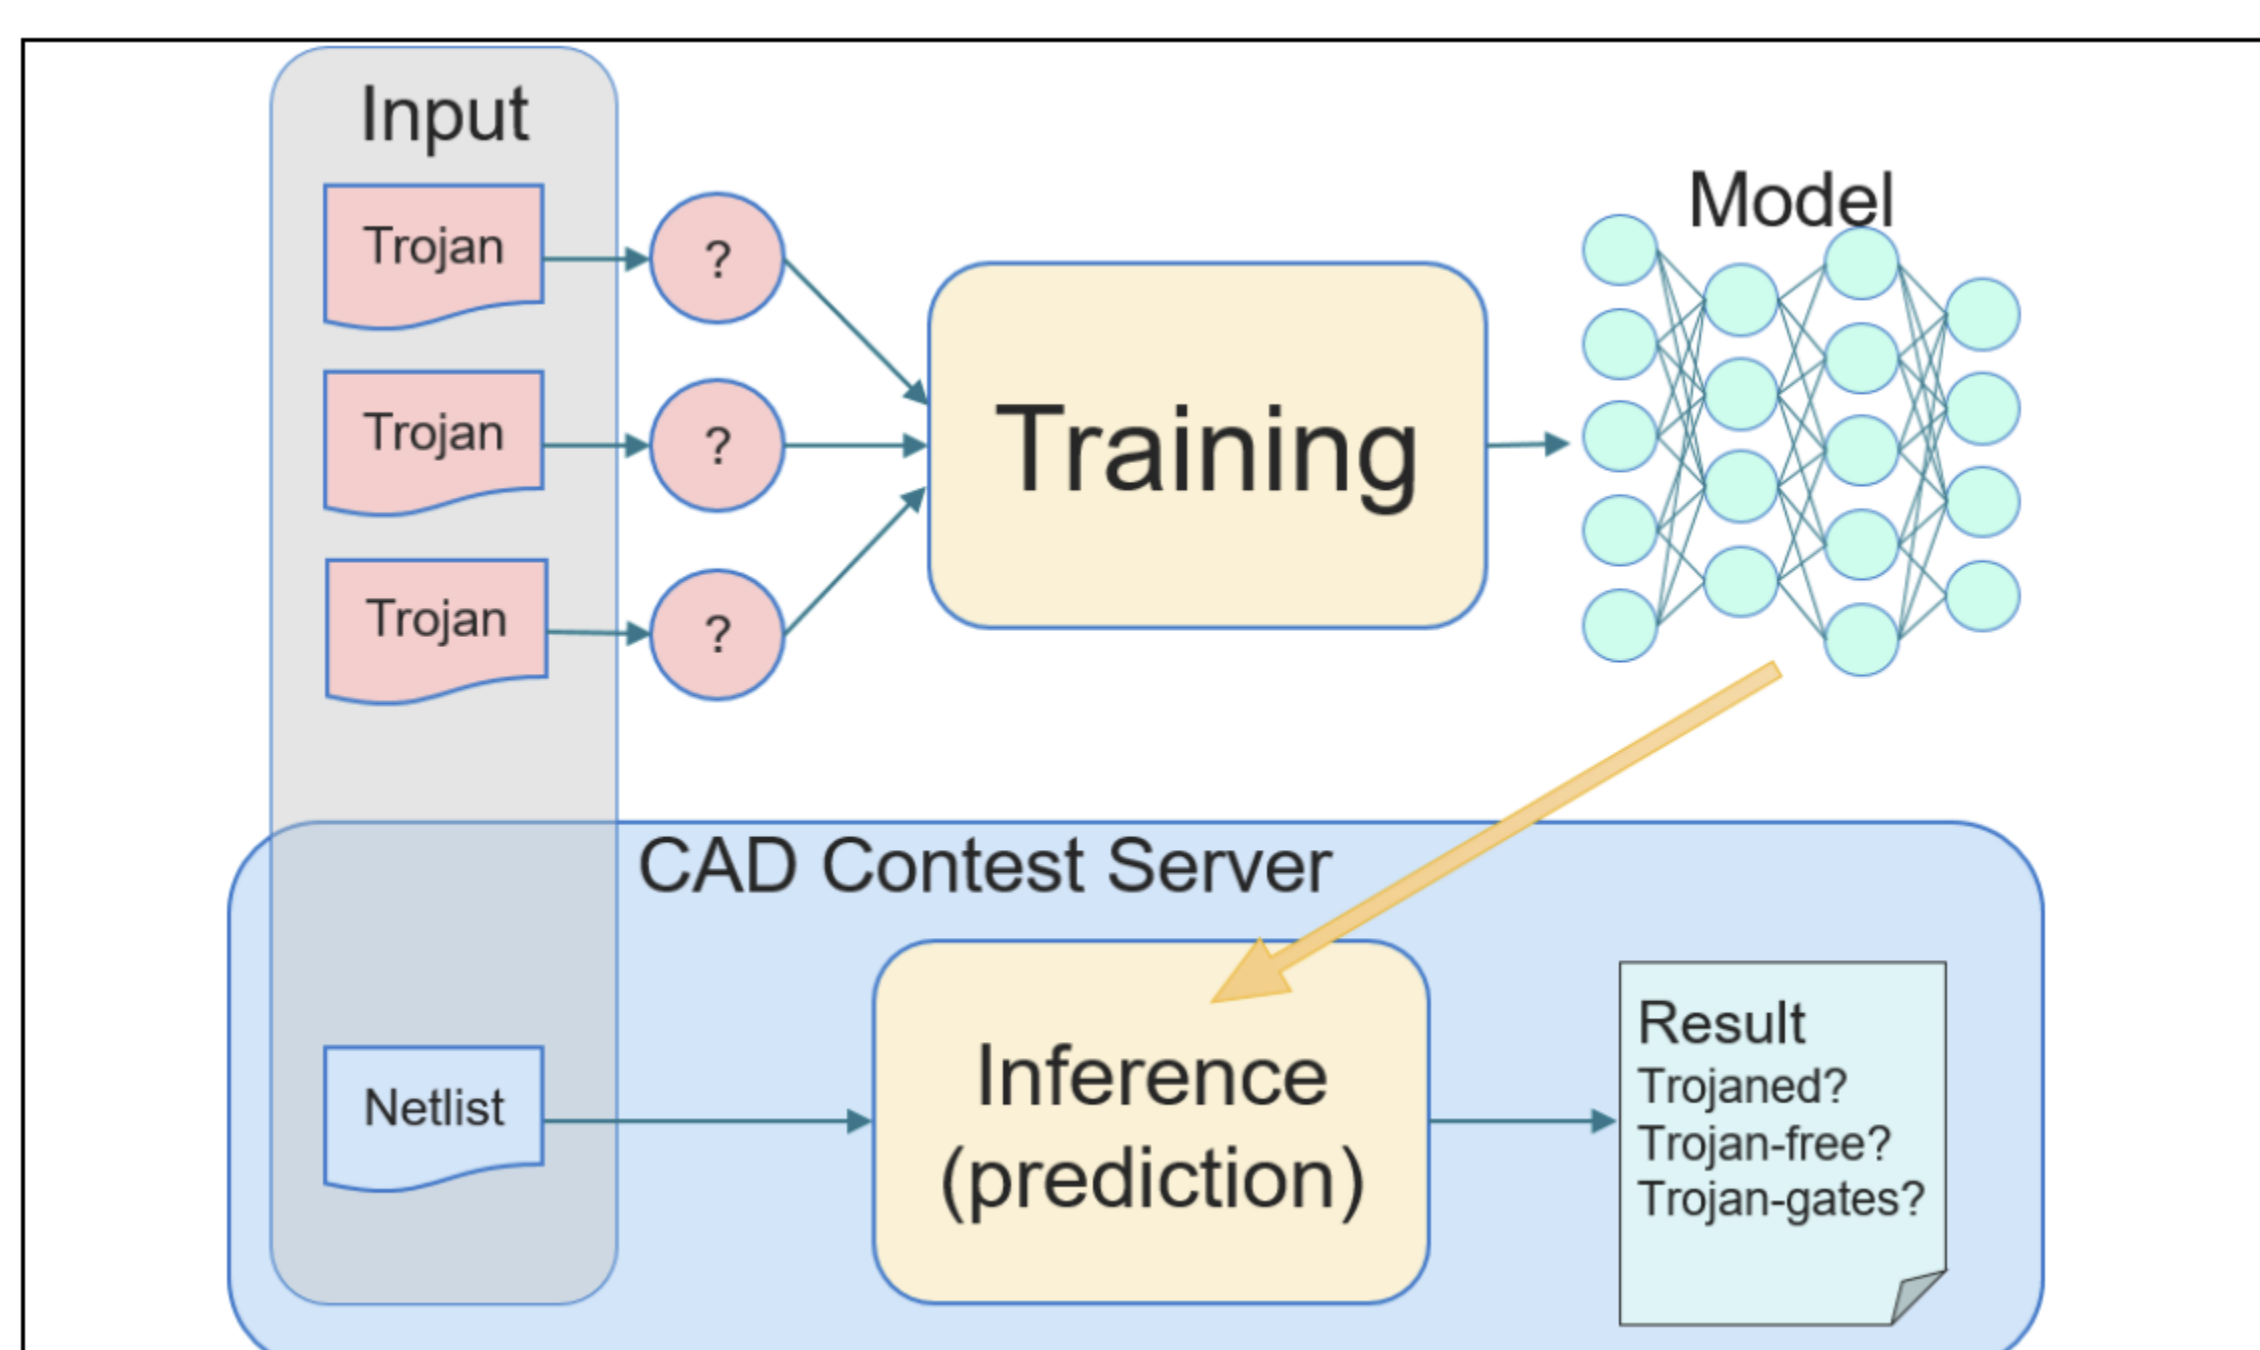 Input
Trojan
?
Trojan
?
Trojan
?
Training
Model
CAD Contest Server
Netlist
Inference
(prediction)
Result
Trojaned?
Trojan-free?
Trojan-gates?